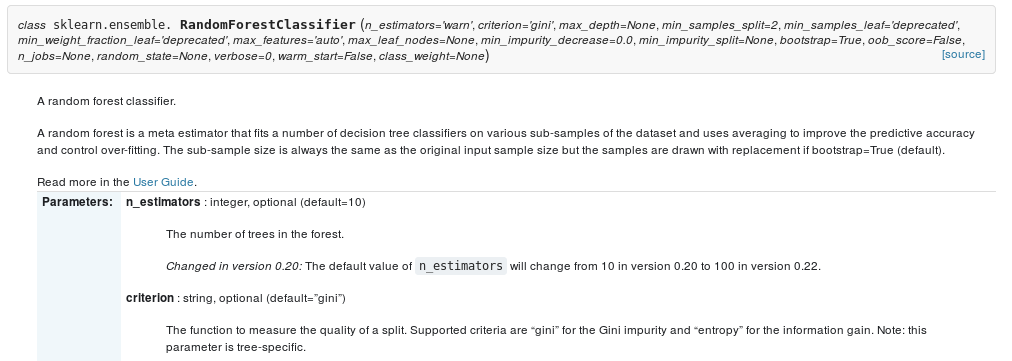 class sklearn.ensemble. RandomForestClassifier (n_estimators='warn', criterion='gini', max_depth=None, min_samples_split=2, min_samples_leaf='deprecated',
min_weight_fraction_leaf='deprecated', max_features='auto', max_leaf_nodes=None, min_impurity_decrease=0.0, min_impurity_split=None, bootstrap=True, oob_score=False,
n_jobs=None, random_state=None, verbose=0, warm_start=False, class_weight=None) [source]
A random forest classifier.
A random forest is a meta estimator that fits a number of decision tree classifiers on various sub-samples of the dataset and uses averaging to improve the predictive accuracy
and control over-fitting. The sub-sample size is always the same as the original input sample size but the samples are drawn with replacement if bootstrap=True (default).
Read more in the User Guide.
Parameters: n_estimators : integer, optional (default=10)
The number of trees in the forest.
Changed in version 0.20: The default value of n_estimators will change from 10 in version 0.20 to 100 in version 0.22.
criterion : string, optional (default=”gini”)
The function to measure the quality of a split. Supported criteria are “gini” for the Gini impurity and “entropy” for the information gain. Note: this
parameter is tree-specific.